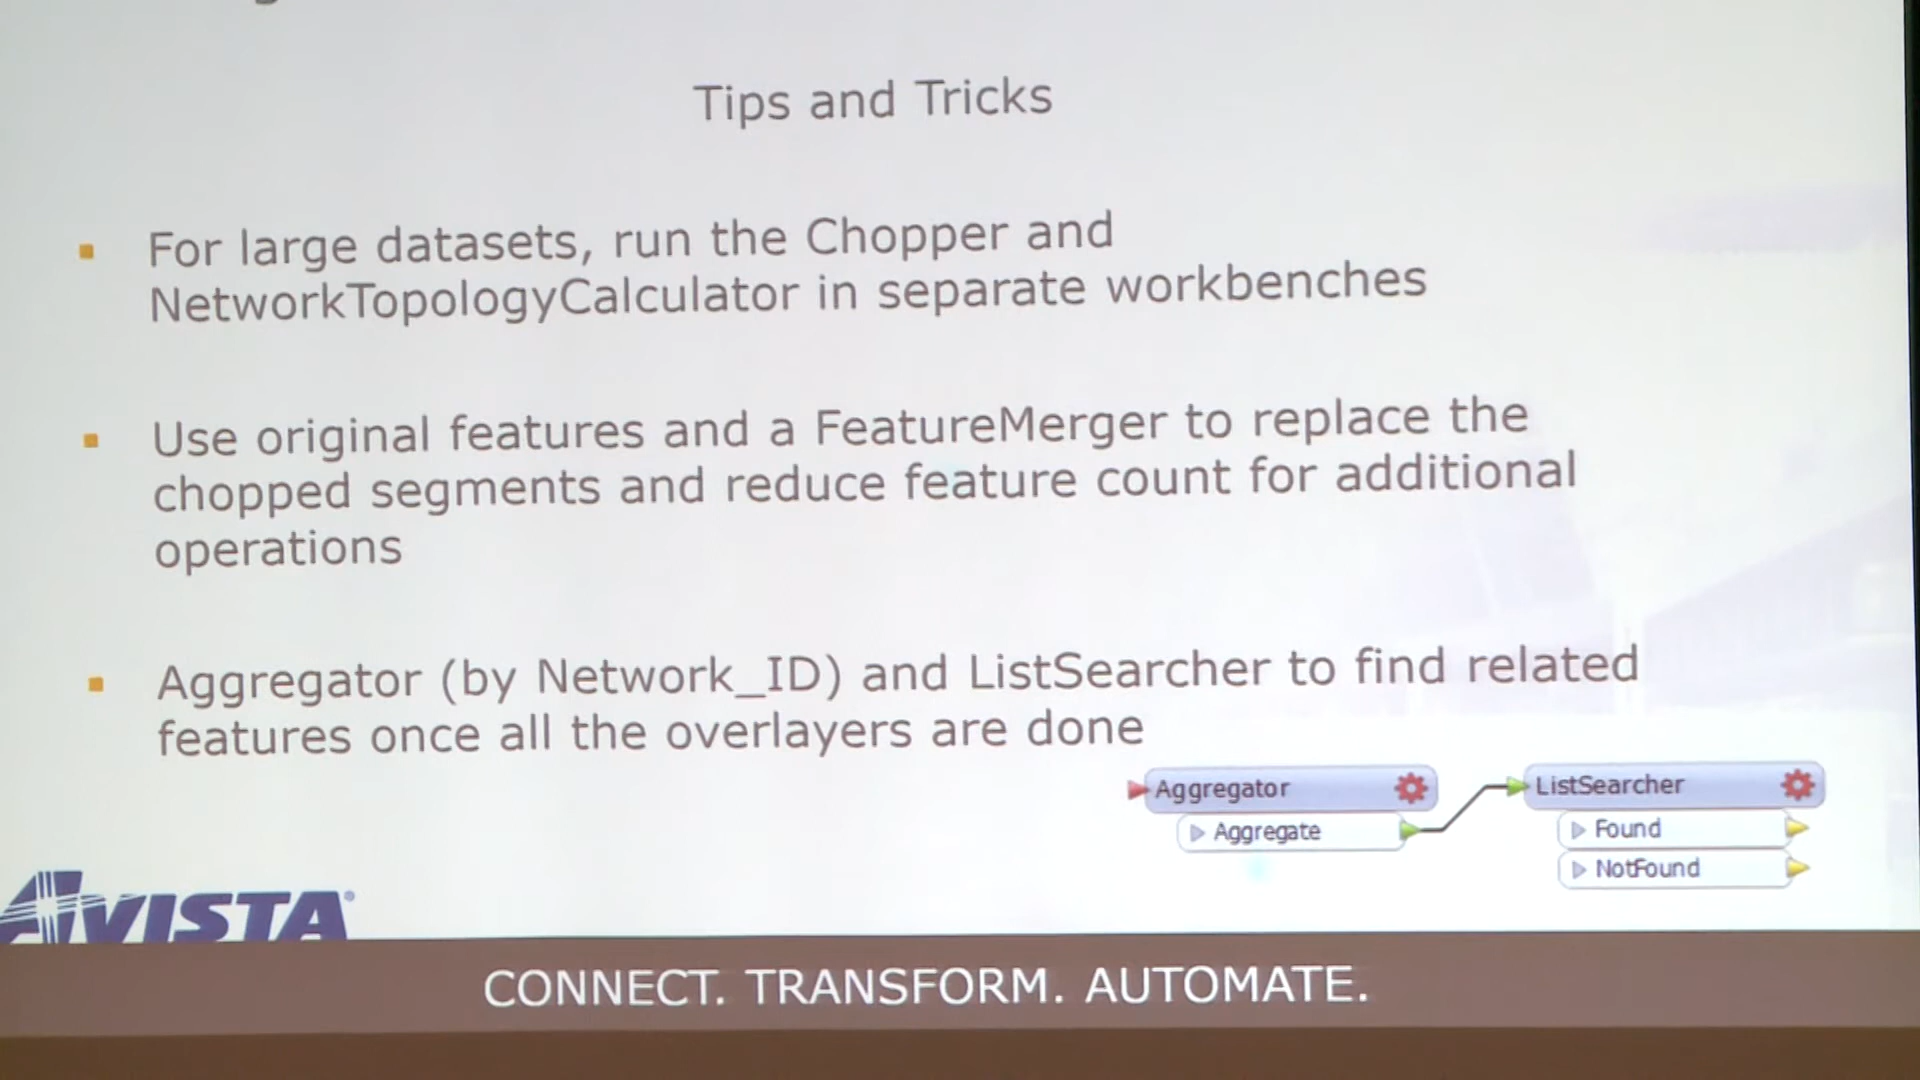 Tips and Tricks
For large datasets, run the Chopper and
NetworkTopologyCalculator in separate workbenches
Use original features and a FeatureMerger to replace the
chopped segments and reduce feature count for additional
operations
Aggregator (by Network_ID) and ListSearcher to find related
features once all the overlayers are done
Aggregator
Aggregate
ListSearcher
Found
NotFound
AVISTA®
CONNECT. TRANSFORM. AUTOMATE.